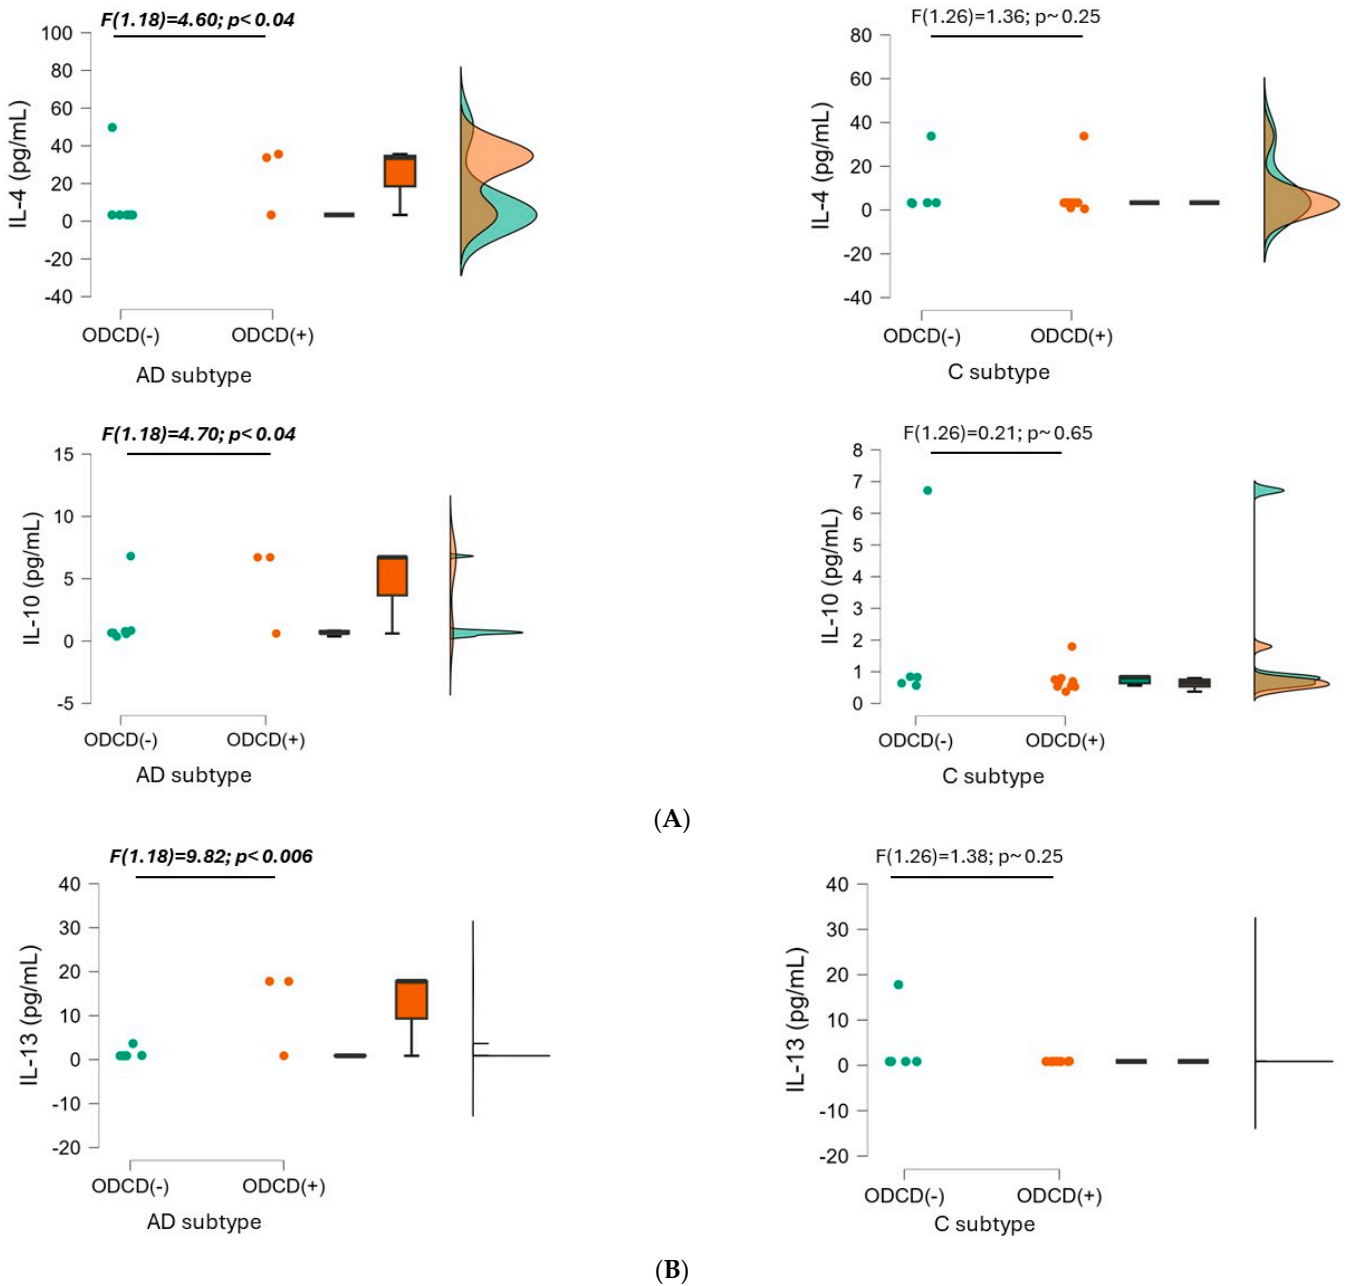 F(1.18)=4.60; p< 0.04
100
80
60
40
20
0
-20
-40
IL-4 (pg/mL)
ODCD(-) ODCD(+)
AD subtype
F(1.26)=1.36; p~ 0.25
80
60
40
20
0
-20
-40
IL-4 (pg/mL)
ODCD(-) ODCD(+)
C subtype
F(1.18)=4.70; p< 0.04
15
10
5
0
-5
IL-10 (pg/mL)
ODCD(-) ODCD(+)
AD subtype
F(1.26)=0.21; p~ 0.65
8
7
6
5
4
3
2
1
0
IL-10 (pg/mL)
ODCD(-) ODCD(+)
C subtype
(A)
F(1.18)=9.82; p< 0.006
40
30
20
10
0
-10
-20
IL-13 (pg/mL)
ODCD(-) ODCD(+)
AD subtype
F(1.26)=1.38; p~ 0.25
40
30
20
10
0
-10
-20
IL-13 (pg/mL)
ODCD(-) ODCD(+)
C subtype
(B)